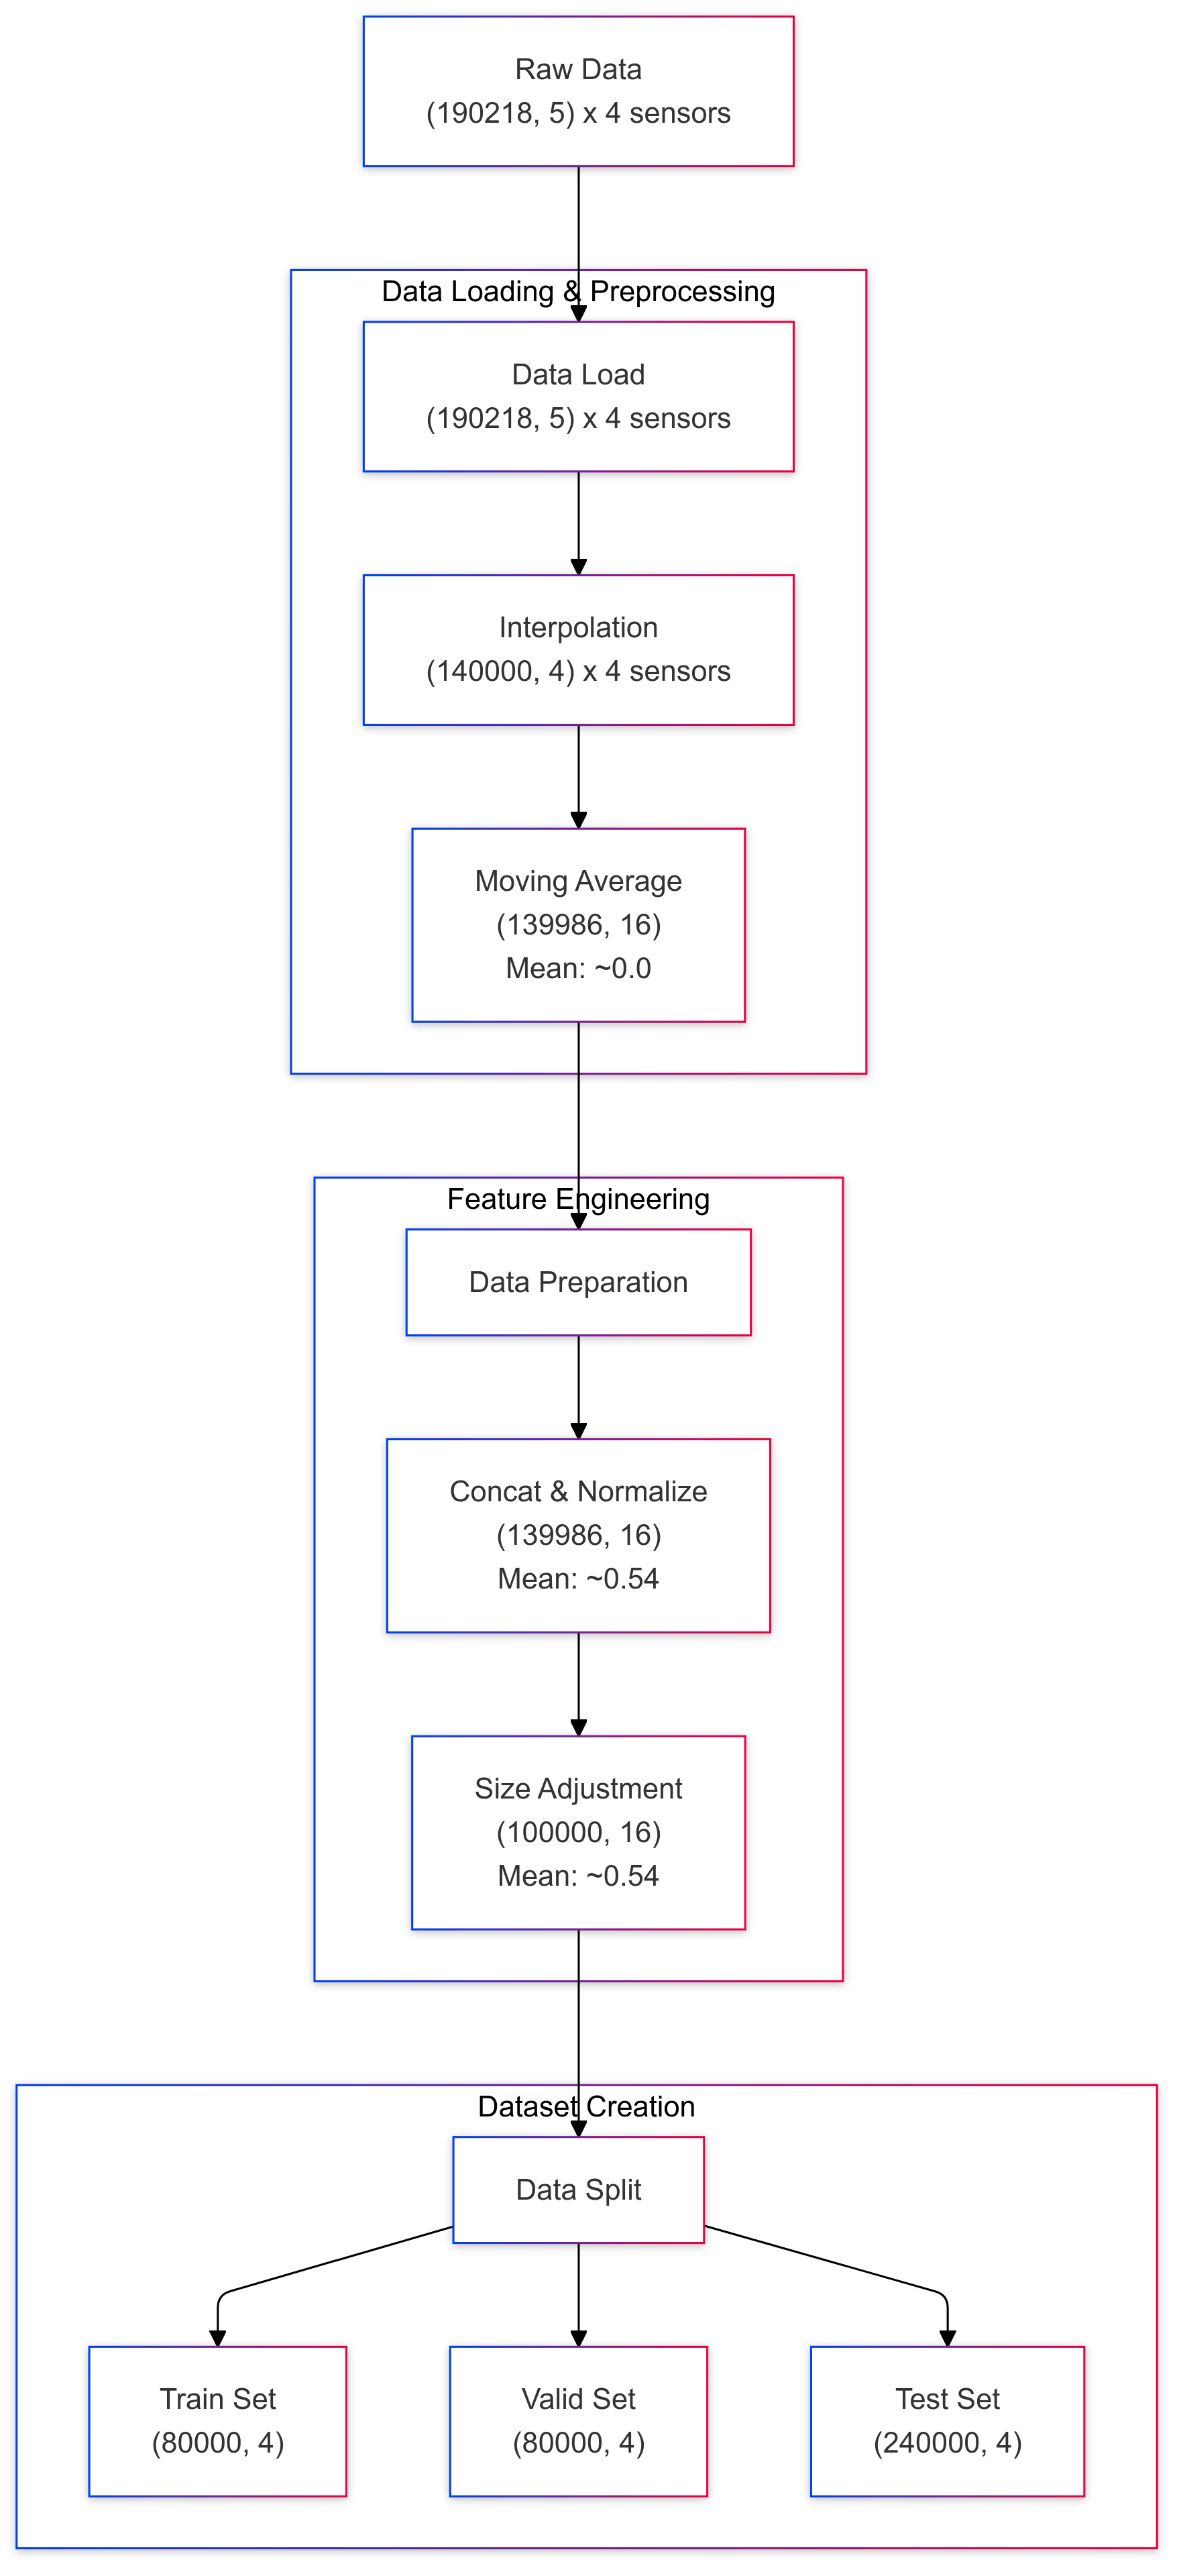 Raw Data
(190218, 5) x 4 sensors
Data Loading & Preprocessing
Data Load
(190218, 5) x 4 sensors
Interpolation
(140000, 4) x 4 sensors
Moving Average
(139986, 16)
Mean: ~0.0
Feature Engineering
Data Preparation
Concat & Normalize
(139986, 16)
Mean: ~0.54
Size Adjustment
(100000, 16)
Mean: ~0.54
Dataset Creation
Data Split
Train Set
(80000, 4)
Valid Set
(80000, 4)
Test Set
(240000, 4)